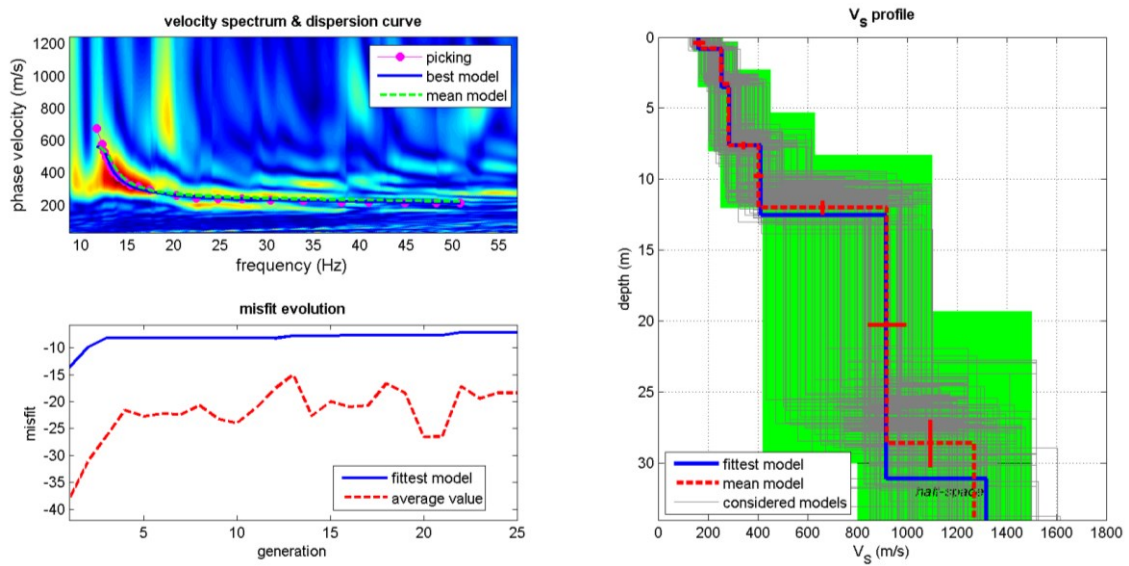 velocity spectrum & dispersion curve
phase velocity (m/s)
1200
1000
800
600
400
200
picking
best model
mean model
10 15 20 25 30 35 40 45 50 55
frequency (Hz)
misfit evolution
misfit
-10
-15
-20
-25
-30
-35
-40
fittest model
average value
5 10 15 20 25
generation
VS profile
depth (m)
0
5
10
15
20
25
30
fittest model
mean model
considered models
half-space
0 200 400 600 800 1000 1200 1400 1600 1800
VS (m/s)